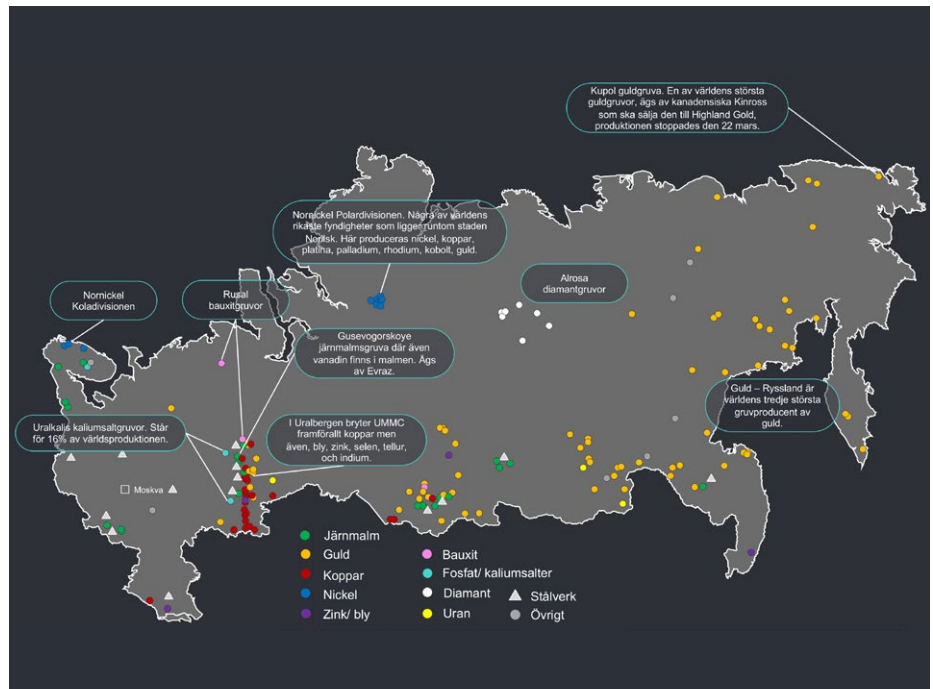 Kupol guldgruva. En av världens största
guldgruvor, ägs av kanadensiska Kinross
som ska sälja den till Highland Gold,
produktionen stoppades den 22 mars.
Nornickel Polardivisionen. Några av världens
rikaste fyndigheter som ligger runtom staden
Norilsk. Här produceras nickel, koppar,
platina, palladium, rhodium, kobolt, guld.
Nornickel
Koladivisionen
Rusal
bauxitgruvor
Alrosa
diamantgruvor
Gusevogorskoye
järnmalmsgruva där även
vanadin finns i malmen. Ägs
av Evraz.
Guld – Ryssland är
världens tredje största
gruvproducent av
guld.
Uralkalis kaliumsaltgruvor. Står
för 16% av världsproduktionen.
I Uralbergen bryter UMMC
framförallt koppar men
även, bly, zink, selen, tellur,
och indium.
Moskva
Järnmalm
Guld
Koppar
Nickel
Zink/ bly
Bauxit
Fosfat/ kaliumsalter
Diamant
Uran
Stålverk
Övrigt